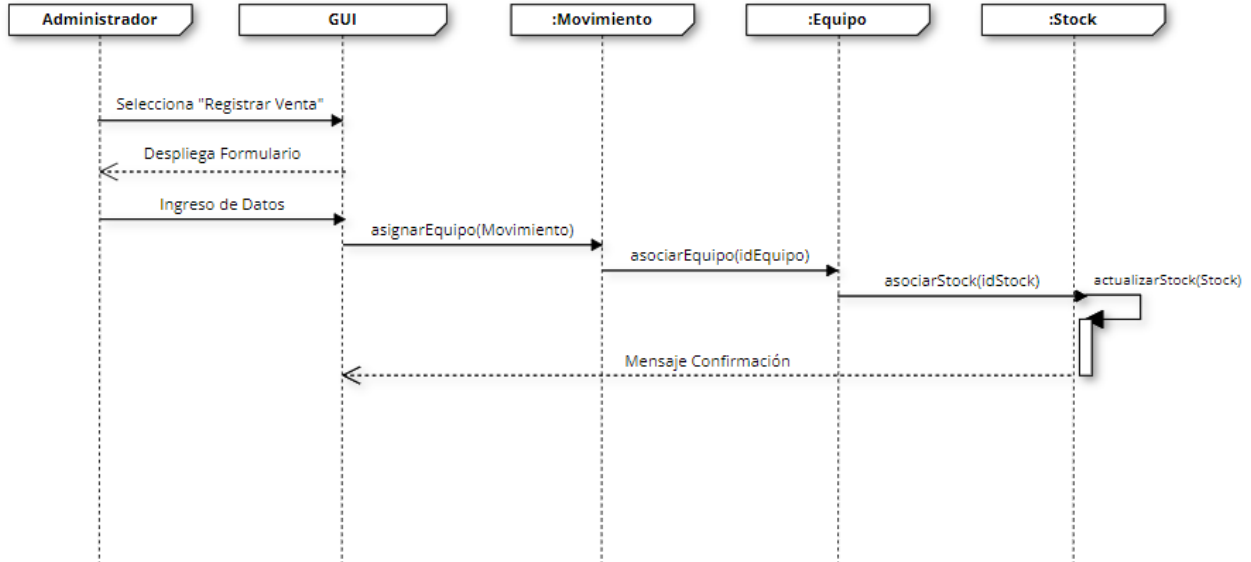 Administrador
GUI
:Movimiento
:Equipo
:Stock
Selecciona "Registrar Venta"
Despliega Formulario
Ingreso de Datos
asignarEquipo(Movimiento)
asociarEquipo(idEquipo)
asociarStock(idStock)
actualizarStock(Stock)
Mensaje Confirmación